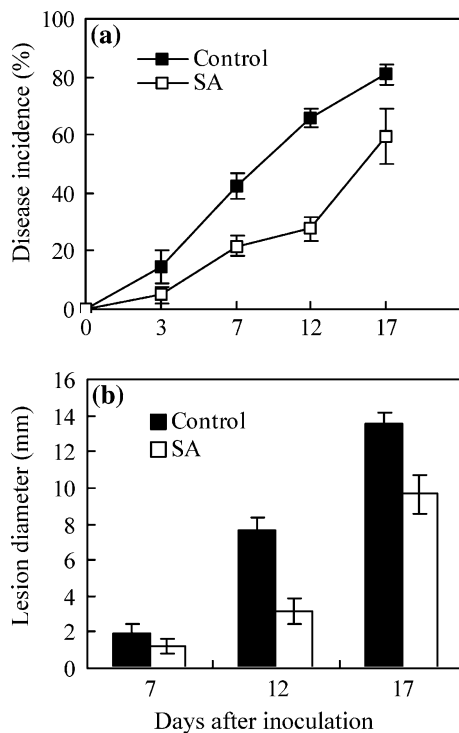 100
(a)
Control
80
SA
60
40
20
0
Disease incidence (%)
0 3 7 12 17
16
(b)
14
Control
12
SA
10
8
6
4
2
0
Lesion diameter (mm)
7 12 17
Days after inoculation